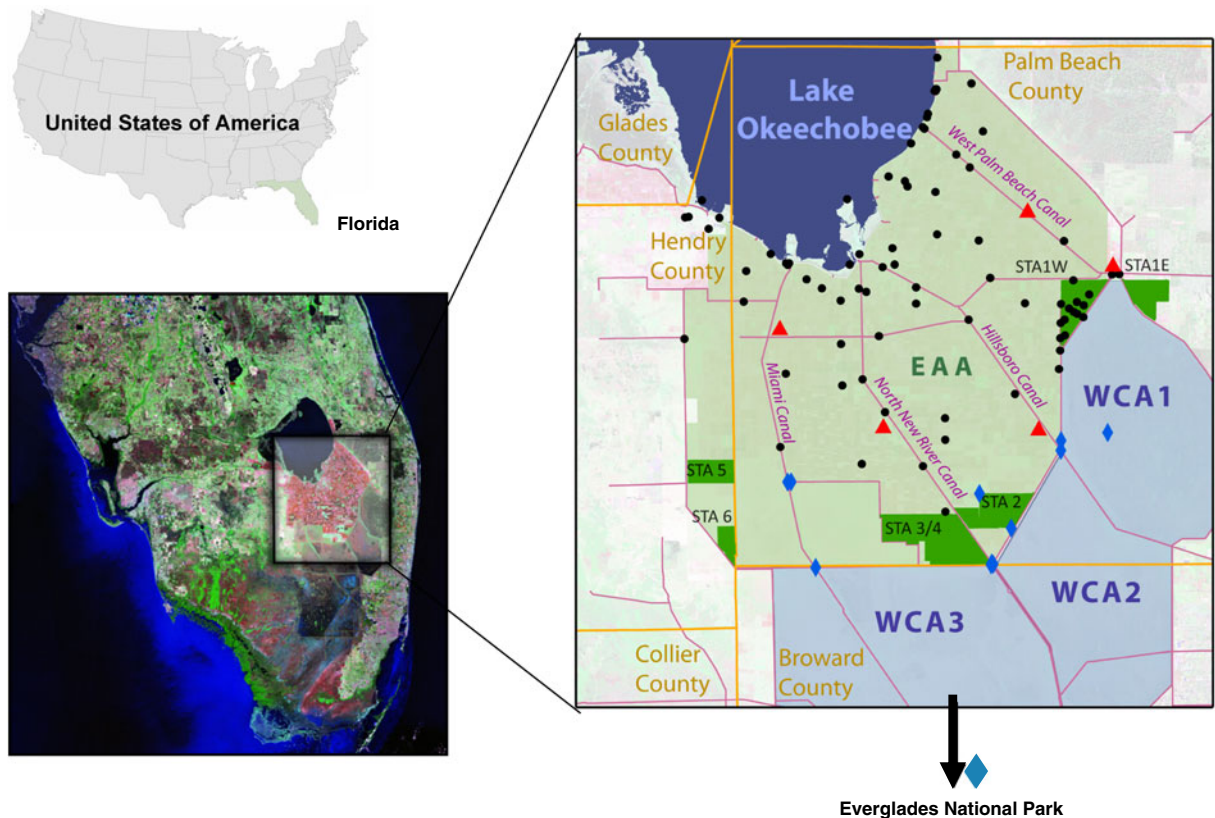 United States of America
Florida
Lake
Okeechobee
Palm Beach
County
Glades
County
West Palm Beach Canal
Hendry
County
STA1W
STA1E
EAA
Hillsboro Canal
Miami Canal
North New River Canal
WCA1
STA 5
STA 6
STA 2
STA 3/4
WCA2
WCA3
Collier
County
Broward
County
Everglades National Park